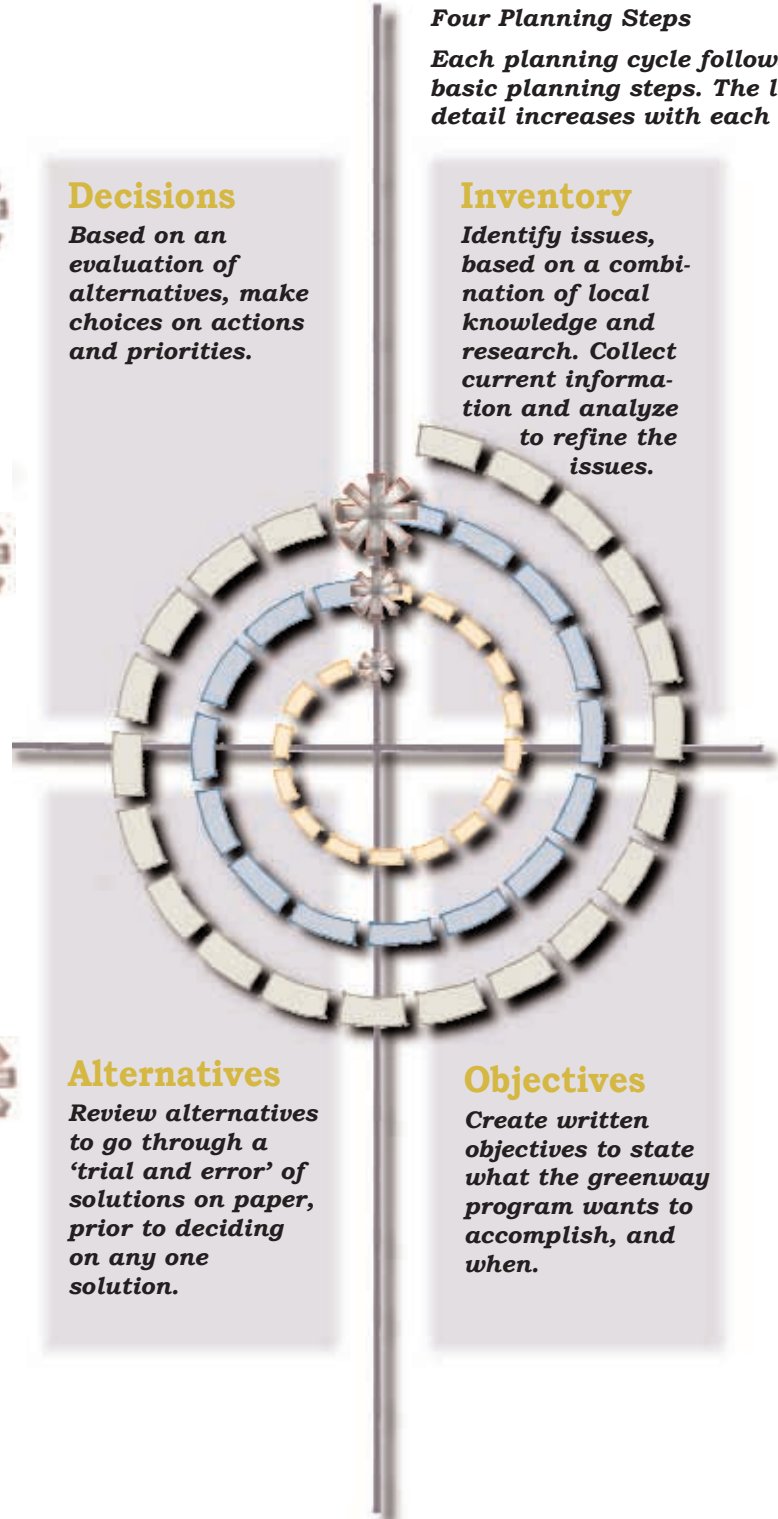 Four Planning Steps
Each planning cycle follow
basic planning steps. The l
detail increases with each
Decisions
Based on an
evaluation of
alternatives, make
choices on actions
and priorities.
Inventory
Identify issues,
based on a combi-
nation of local
knowledge and
research. Collect
current informa-
tion and analyze
to refine the
issues.
Alternatives
Review alternatives
to go through a
‘trial and error’ of
solutions on paper,
prior to deciding
on any one
solution.
Objectives
Create written
objectives to state
what the greenway
program wants to
accomplish, and
when.